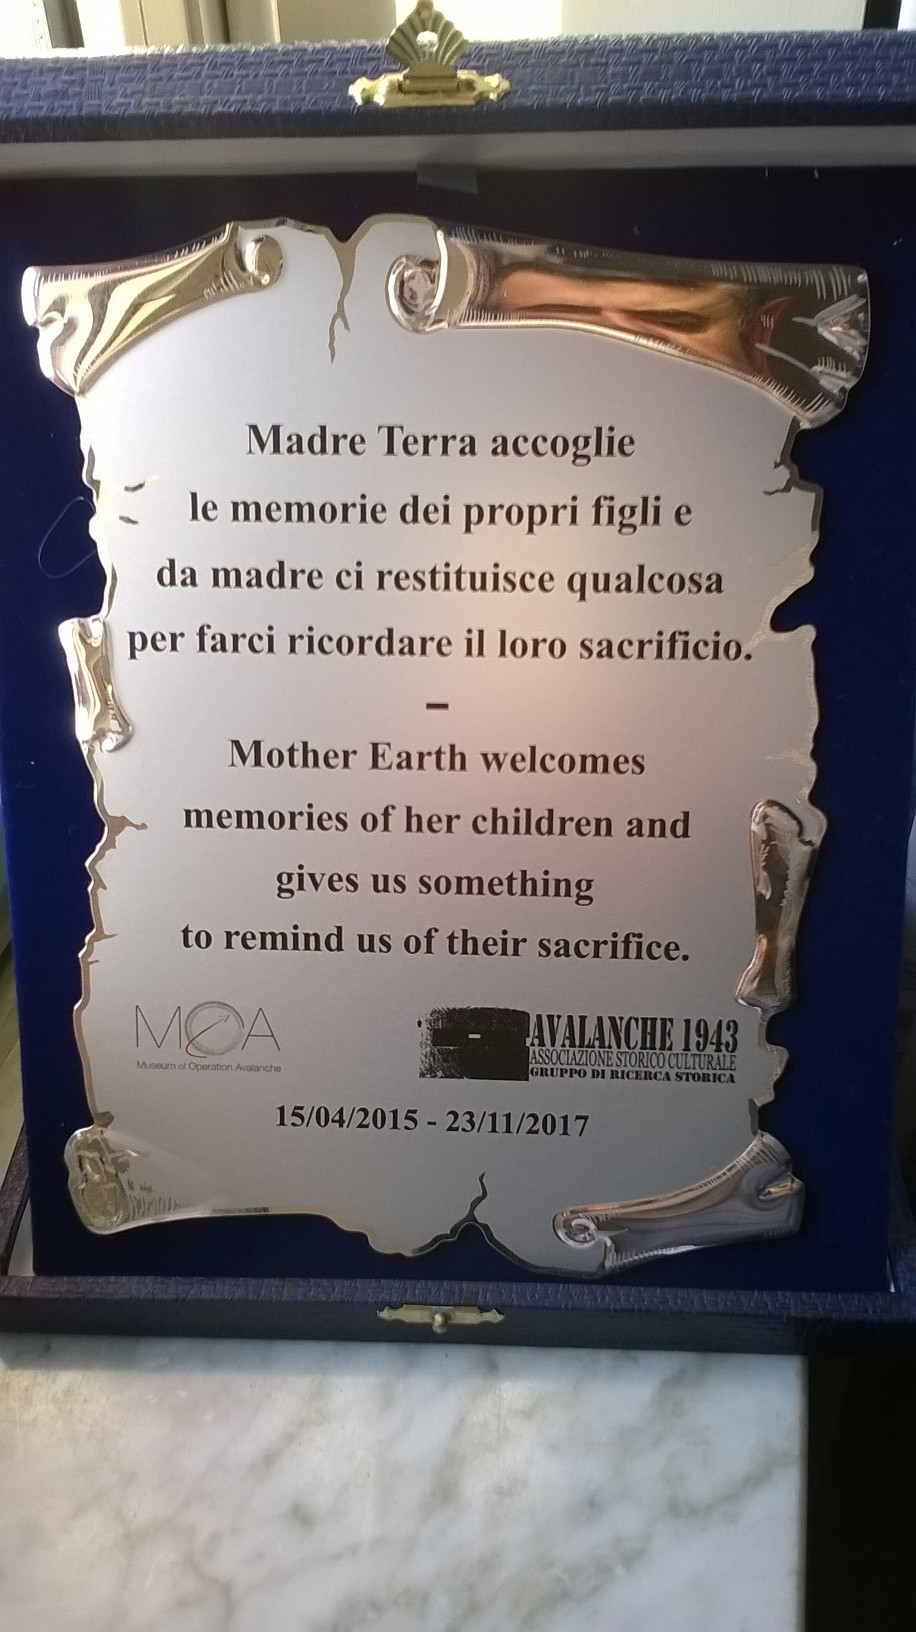 Madre Terra accoglie
le memorie dei propri figli e
da madre ci restituisce qualcosa
per farci ricordare il loro sacrificio.
–
Mother Earth welcomes
memories of her children and
gives us something
to remind us of their sacrifice.
MOA
Museum of Operation Avalanche
AVALANCHE 1943
ASSOCIAZIONE STORICO CULTURALE
GRUPPO DI RICERCA STORICA
15/04/2015 - 23/11/2017